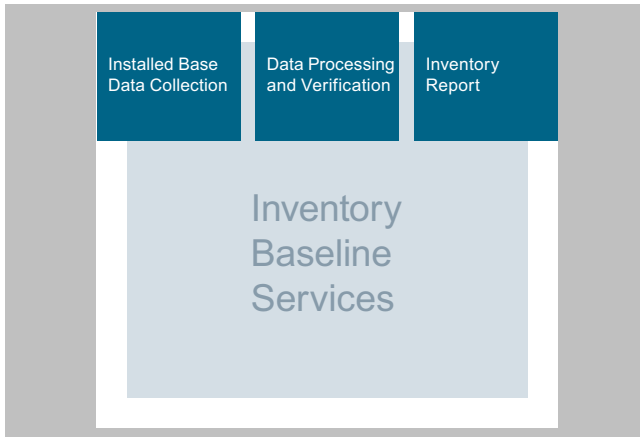 Installed Base
Data Collection
Data Processing
and Verification
Inventory
Report
Inventory
Baseline
Services